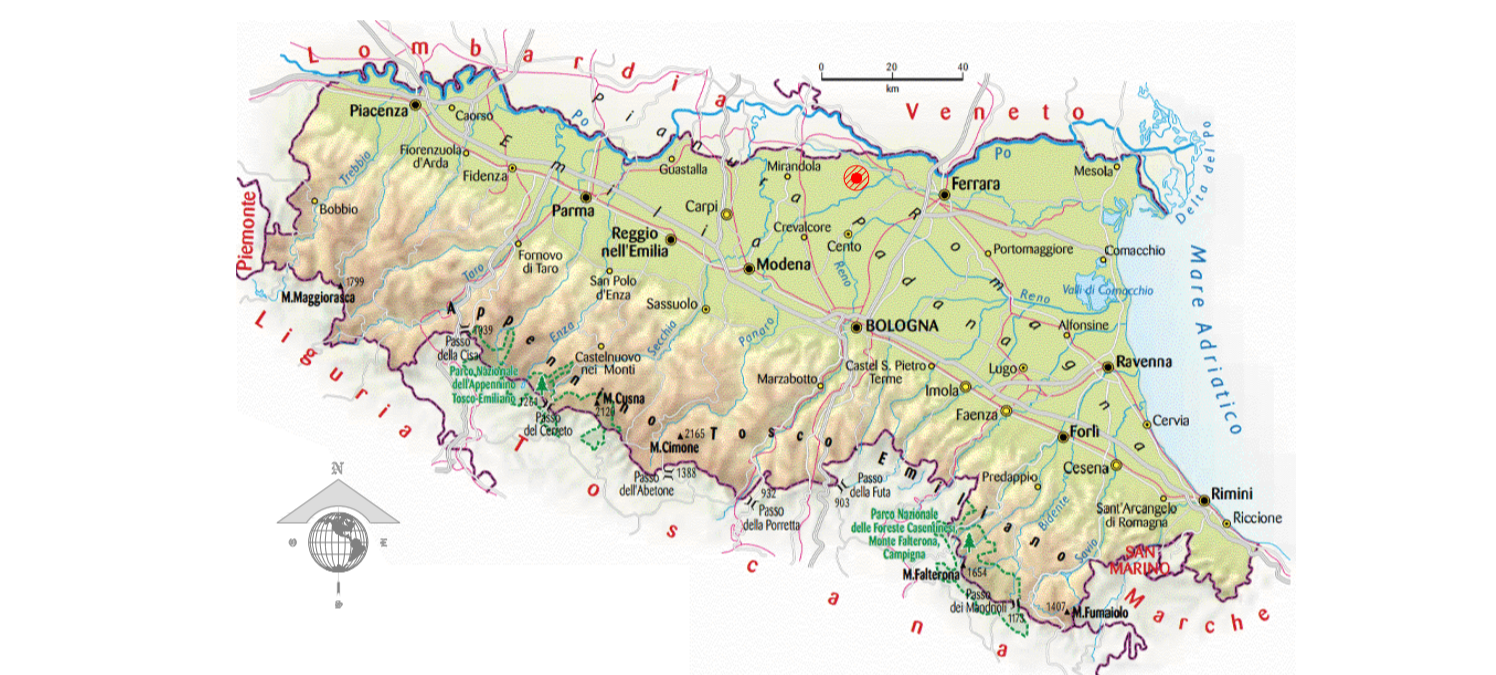 Lombardia
0 20 40
km
Veneto
Piacenza
Caorso
Po
Pianura Padana
Po
Delta del Po
Emilia
Romagna
Fiorenzuola
d'Arda
Trebbia
Fidenza
Guastalla
Mirandola
Mesola
Ferrara
Piemonte
Bobbio
Parma
Carpi
Reggio
nell'Emilia
Crevalcore
Cento
Portomaggiore
Comacchio
Mare Adriatico
Fornovo
di Taro
Taro
Modena
Reno
1799
M.Maggiorasca
San Polo
d'Enza
Sassuolo
Valli di Comacchio
Reno
Liguria
Appennino Tosco Emiliano
1039
Passo
della Cisa
Enza
Secchia
Panaro
BOLOGNA
Alfonsine
Castelnuovo
nei Monti
Parco Nazionale
dell'Appennino
Tosco-Emiliano
1261
Passo
del Cerreto
M.Cusna
2120
Marzabotto
Castel S. Pietro
Terme
Lugo
Ravenna
Imola
Faenza
Cervia
Toscana
2165
M.Cimone
Forlì
Cesena
Passo
dell'Abetone
1388
932
Passo
della Porretta
Passo
della Futa
903
Predappio
Bidente
Savio
Sant'Arcangelo
di Romagna
Rimini
Riccione
Parco Nazionale
delle Foreste Casentinesi,
Monte Falterona,
Campigna
M.Falterona
1654
Passo
dei Mandrioli
1173
SAN
MARINO
1407
M.Fumaiolo
Marche
N